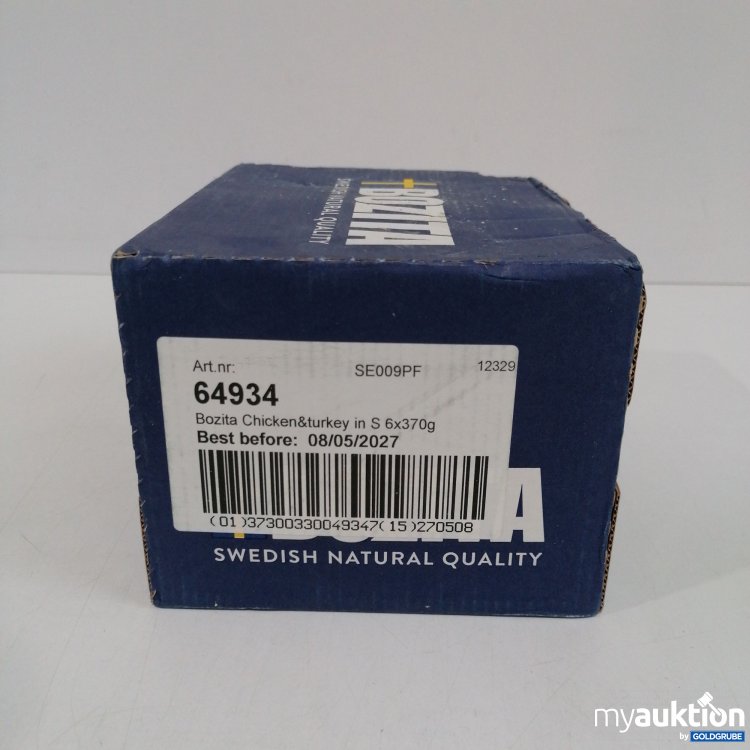 BOZITA
SWEDISH NATURAL QUALITY
Art.nr: SE009PF 12329
64934
Bozita Chicken&turkey in S 6x370g
Best before: 08/05/2027
(01)37300330049347(15)270508
SWEDISH NATURAL QUALITY
myauktion
by GOLDGRUBE